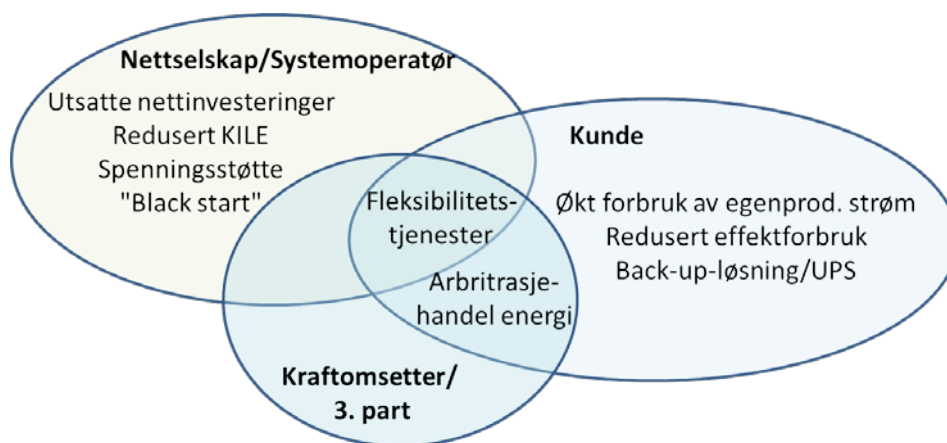 Nettselskap/Systemoperatør
Utsatte nettinvesteringer
Redusert KILE
Spenningsstøtte
"Black start"
Kunde
Økt forbruk av egenprod. strøm
Redusert effektforbruk
Back-up-løsning/UPS
Fleksibilitets-
tjenester
Arbritrasje-
handel energi
Kraftomsetter/
3. part